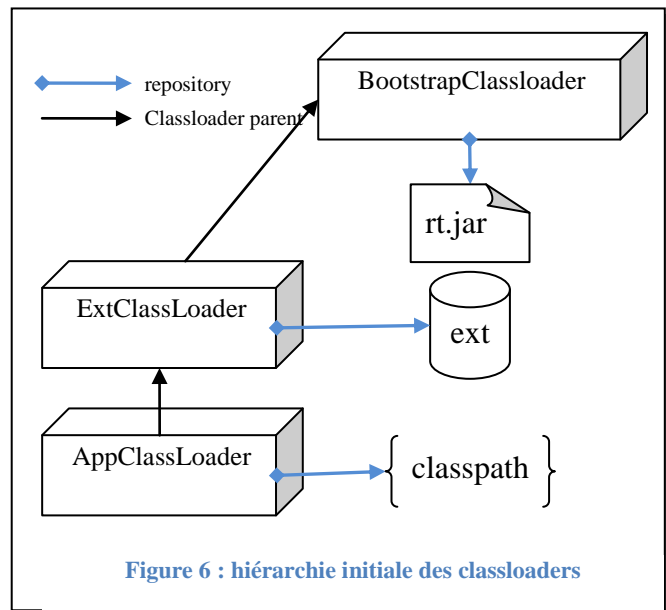 repository
Classloader parent
BootstrapClassloader
rt.jar
ExtClassLoader
ext
AppClassLoader
{ classpath }
Figure 6 : hiérarchie initiale des classloaders